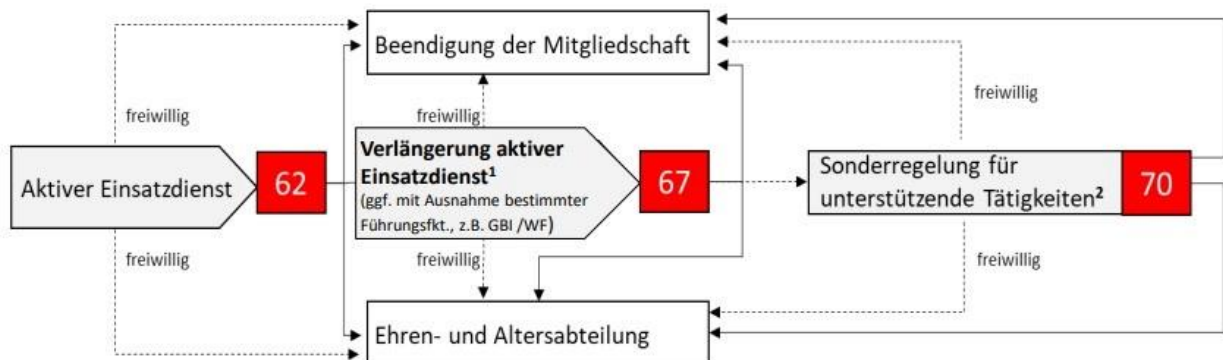 Beendigung der Mitgliedschaft
freiwillig
freiwillig
freiwillig
Aktiver Einsatzdienst
62
Verlängerung aktiver
Einsatzdienst¹
(ggf. mit Ausnahme bestimmter
Führungsfkt., z.B. GBI /WF)
67
Sonderregelung für
unterstützende Tätigkeiten²
70
freiwillig
freiwillig
freiwillig
Ehren- und Altersabteilung